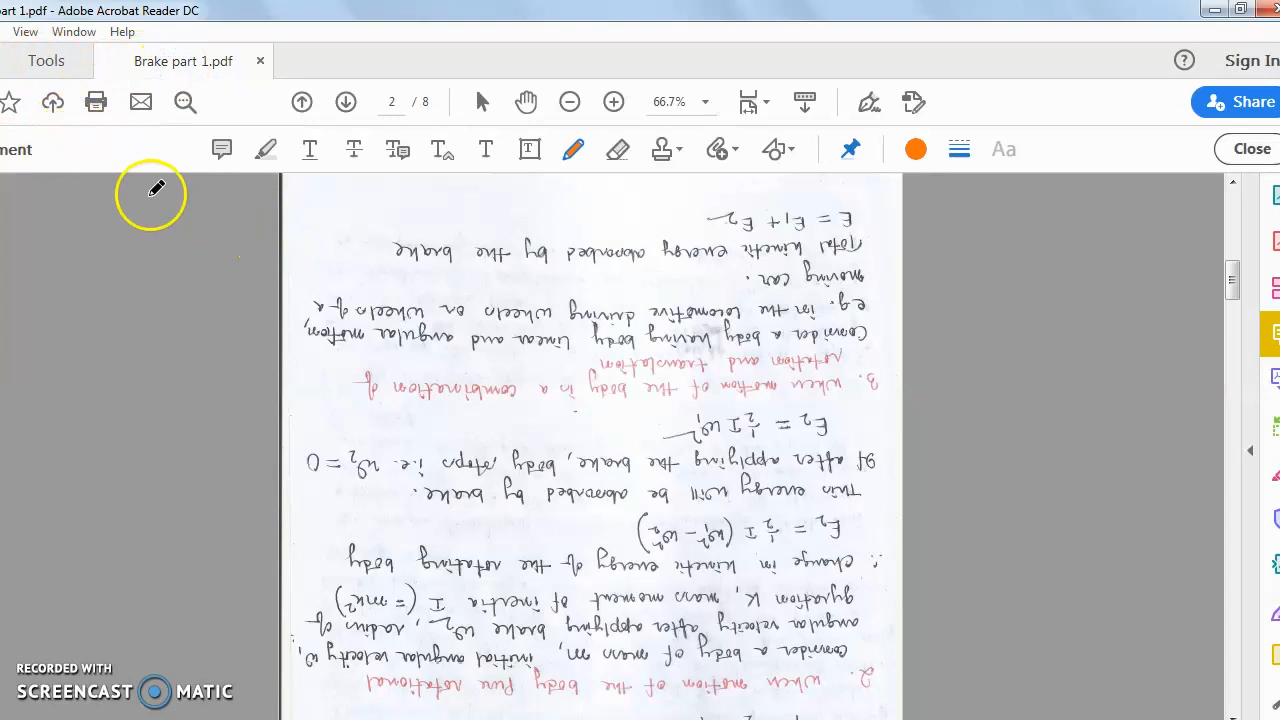 part 1.pdf - Adobe Acrobat Reader DC
View Window Help
Tools Brake part 1.pdf ×
2 / 8 66.7% Share
? Sign In
ment T T T T T T Aa Close
2. when motion of the body pure rotational
consider a body of mass m, initial angular velocity ω₁,
angular velocity after applying brake ω₂, radius of
gyration K, mass moment of inertia I (= mk²)
∴ change in kinetic energy of the rotating body
E₂ = ½ I (ω₁² - ω₂²)
This energy will be absorbed by brake.
If after applying the brake, body stops i.e. ω₂ = 0
E₂ = ½ I ω₁²
3. when motion of the body is a combination of
rotation and translation
Consider a body having body linear and angular motion,
e.g. in the locomotive driving wheels or wheels of a
moving car.
Total kinetic energy absorbed by the brake
E = E₁ + E₂
RECORDED WITH
SCREENCAST MATIC